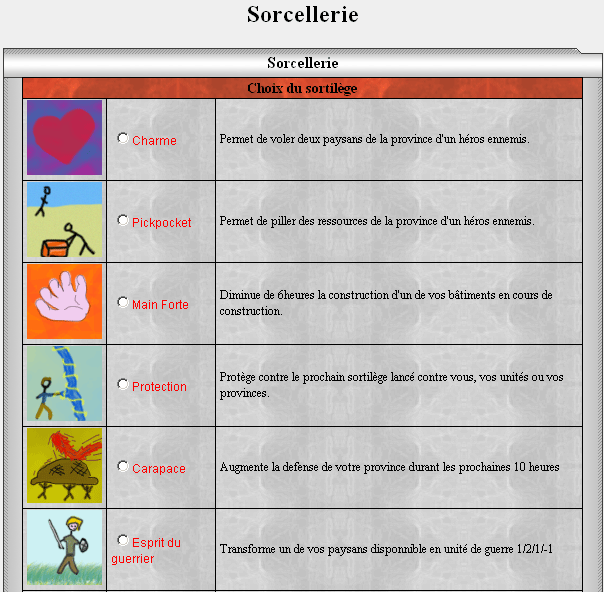 Sorcellerie
Sorcellerie
Choix du sortilège
Charme
Permet de voler deux paysans de la province d'un héros ennemis.
Pickpocket
Permet de piller des ressources de la province d'un héros ennemis.
Main Forte
Diminue de 6heures la construction d'un de vos bâtiments en cours de
construction.
Protection
Protège contre le prochain sortilège lancé contre vous, vos unités ou vos
provinces.
Carapace
Augmente la defense de votre province durant les prochaines 10 heures
Esprit du
guerrier
Transforme un de vos paysans disponnible en unité de guerre 1/2/1/-1